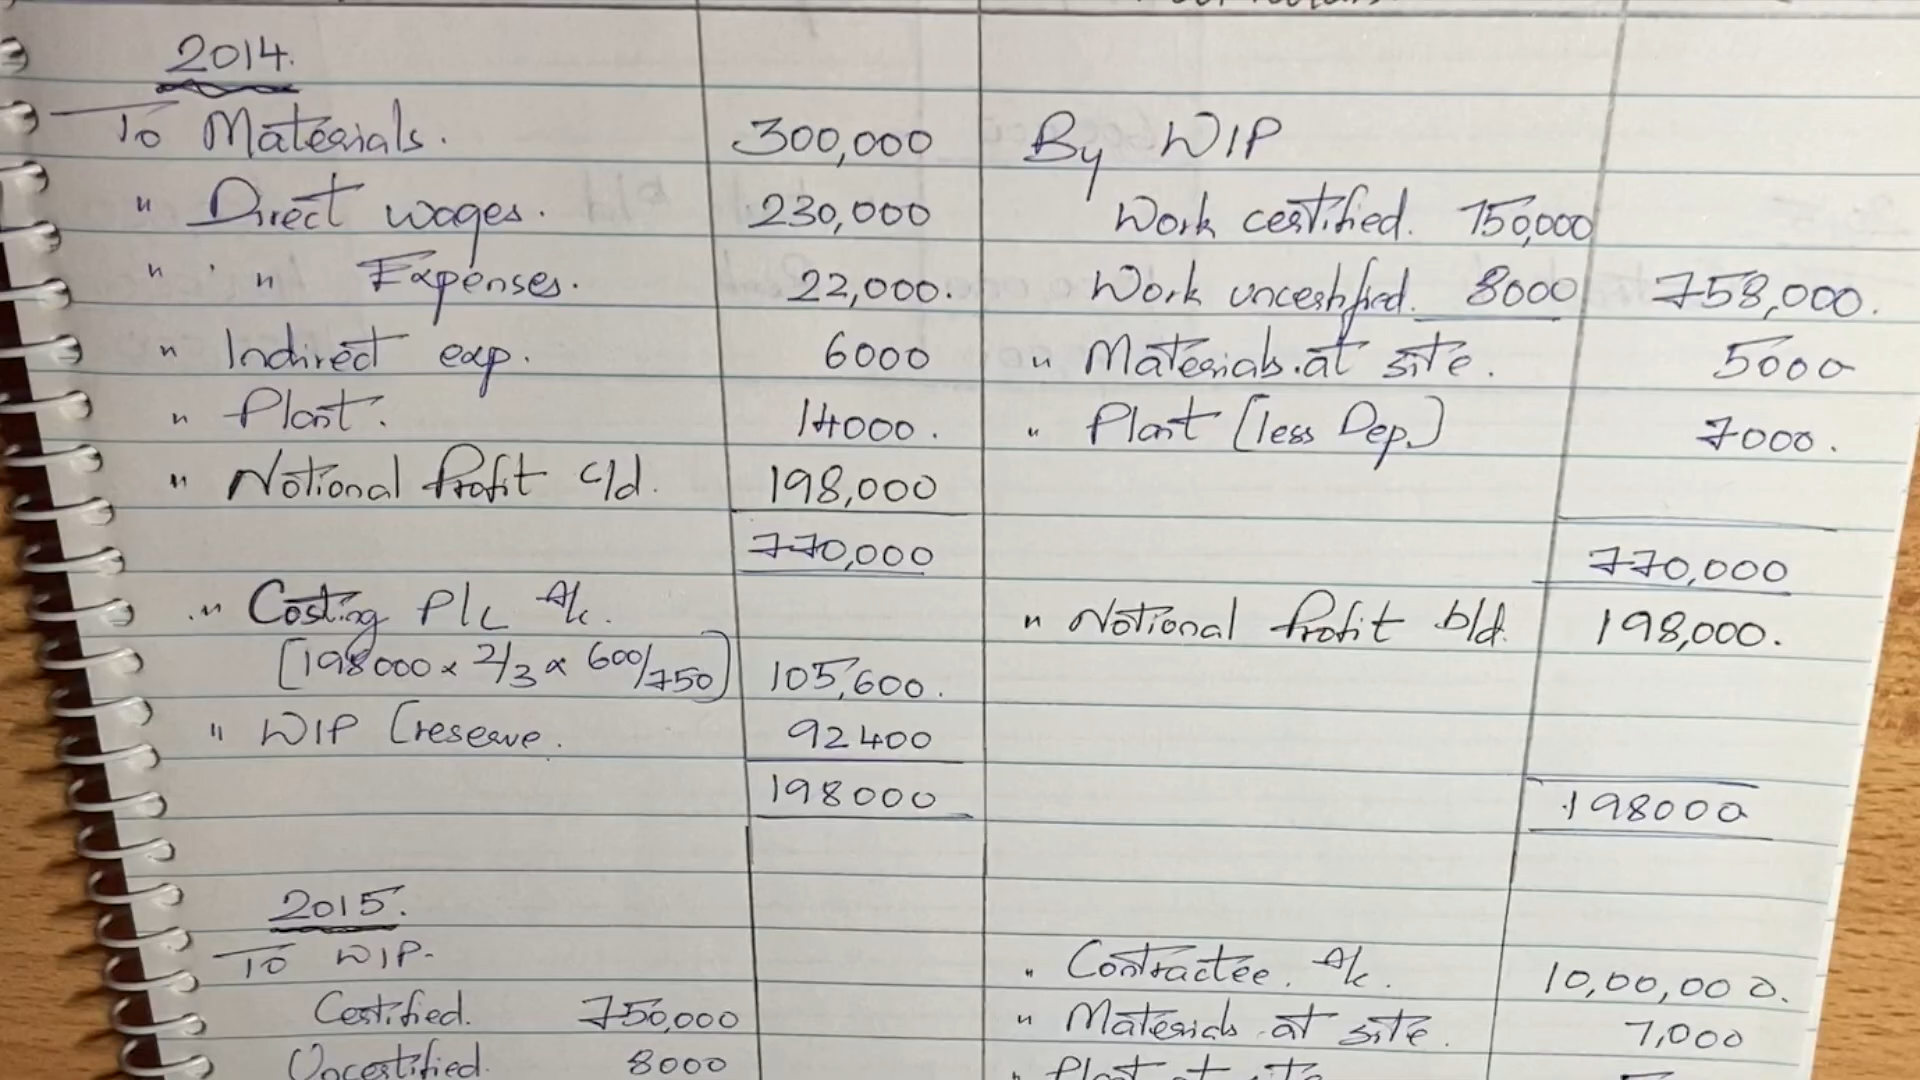 2014.
To Materials. 300,000 By WIP
" Direct wages. 230,000 Work certified. 750,000
" " Expenses. 22,000. Work uncertified. 8000 758,000.
" Indirect exp. 6000 " Materials at site. 5000
" Plant. 14000. " Plant [less Dep.] 7000.
" Notional Profit c/d. 198,000
770,000 770,000
" Costing P/L A/c. " Notional Profit b/d. 198,000.
[198000 x 2/3 x 600/750] 105,600.
" WIP (reserve. 92400
198000 198000
2015.
To WIP- " Contractee. A/c. 10,00,000.
Certified. 750,000 " Materials at site. 7,000
Uncertified. 8000 " Plant at site